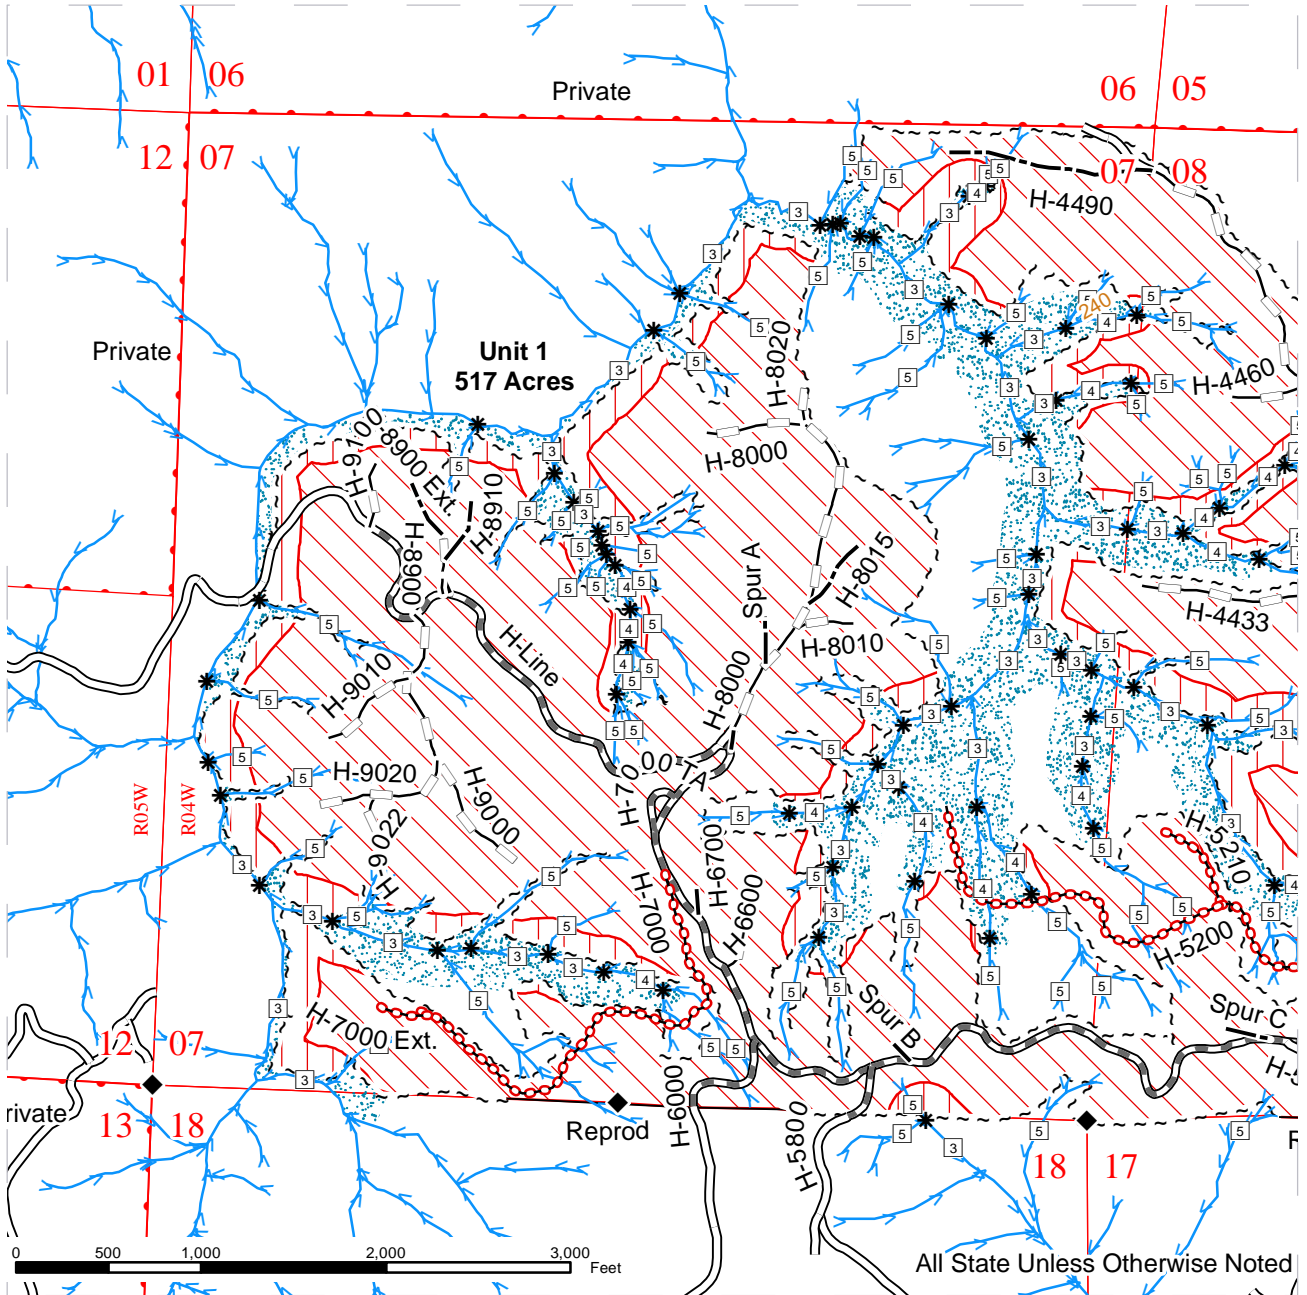 01 06
Private
06 05
12 07
07 08
H-4490
240
Private
Unit 1
517 Acres
H-8020
H-4460
H-9100
H-8900 Ext.
H-8910
H-8000
H-8900
Spur A
H-8015
H-8010
H-4433
H-Line
H-9010
H-8000
H-9020
H-9000
H-7000 TA
R05W
R04W
H-9022
H-6700
H-7000
H-6600
H-5210
H-5200
H-7000 Ext.
Spur B
Spur C
H-5
12 07
rivate
13 18
H-6000
Reprod
H-5800
R
18 17
0 500 1,000 2,000 3,000
Feet
All State Unless Otherwise Noted